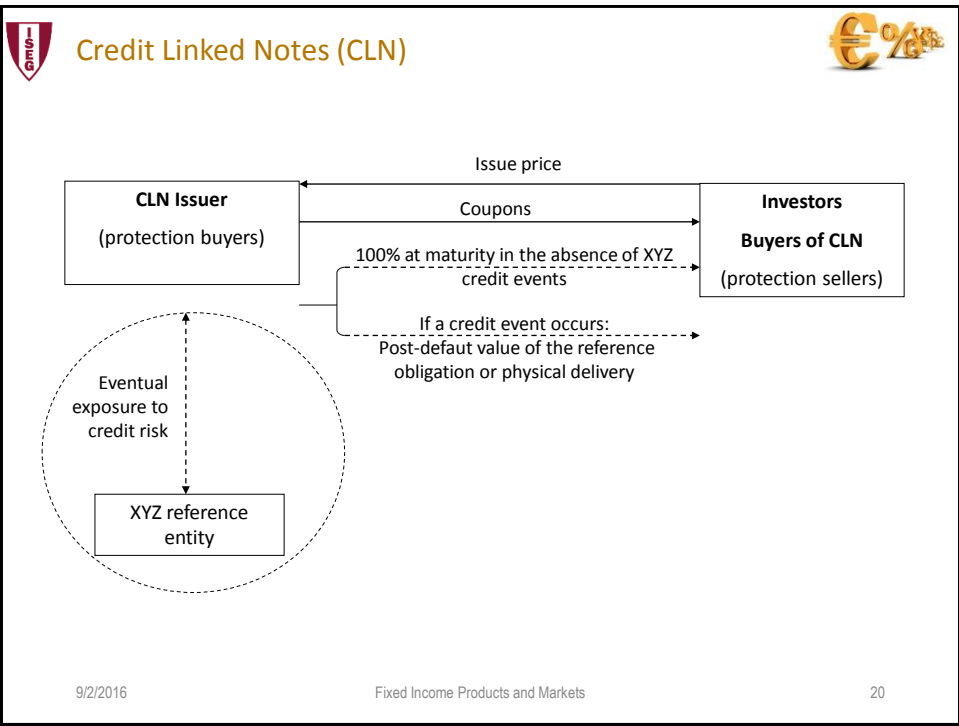 ISEG
Credit Linked Notes (CLN)
€%
Issue price
CLN Issuer
(protection buyers)
Coupons
Investors
Buyers of CLN
(protection sellers)
100% at maturity in the absence of XYZ
credit events
If a credit event occurs:
Post-defaut value of the reference
obligation or physical delivery
Eventual
exposure to
credit risk
XYZ reference
entity
9/2/2016
Fixed Income Products and Markets
20